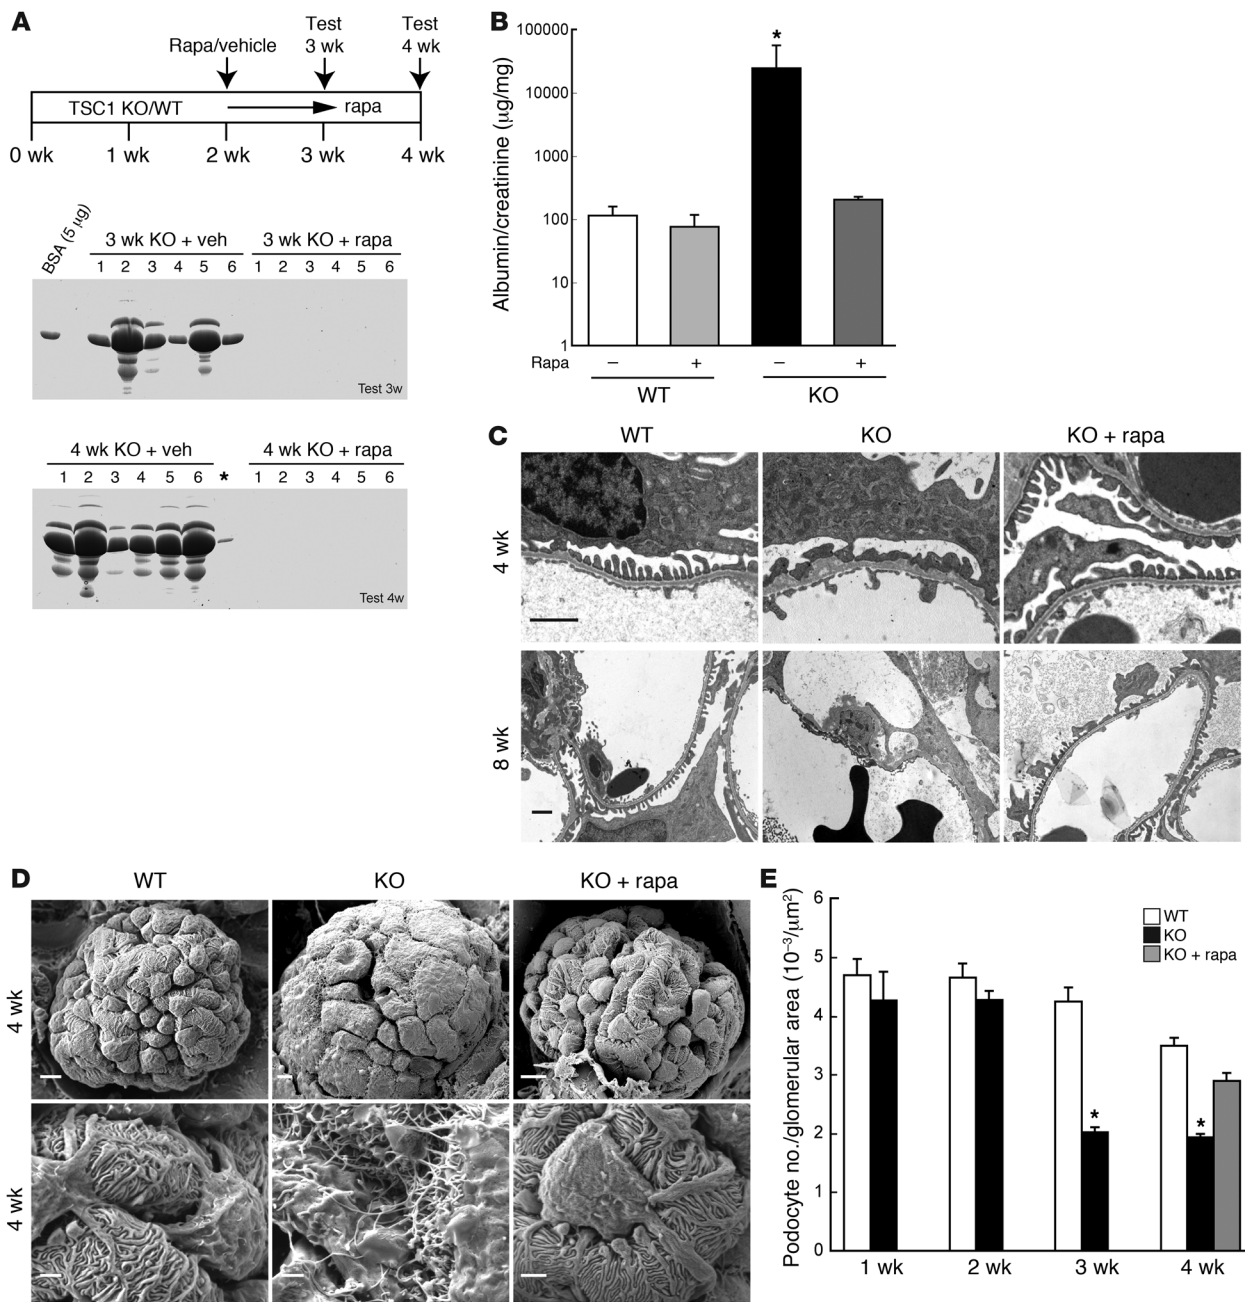 A
Rapa/vehicle
Test
3 wk
Test
4 wk
TSC1 KO/WT
rapa
0 wk 1 wk 2 wk 3 wk 4 wk
BSA (5 µg)
3 wk KO + veh 3 wk KO + rapa
1 2 3 4 5 6 1 2 3 4 5 6
Test 3w
4 wk KO + veh 4 wk KO + rapa
1 2 3 4 5 6 * 1 2 3 4 5 6
Test 4w
B
Albumin/creatinine (µg/mg)
100000
10000
1000
100
10
1
*
Rapa − + − +
WT KO
C
WT KO KO + rapa
4 wk
8 wk
D
WT KO KO + rapa
4 wk
4 wk
E
Podocyte no./glomerular area (10⁻³/µm²)
6
5
4
3
2
1
0
WT
KO
KO + rapa
* *
1 wk 2 wk 3 wk 4 wk